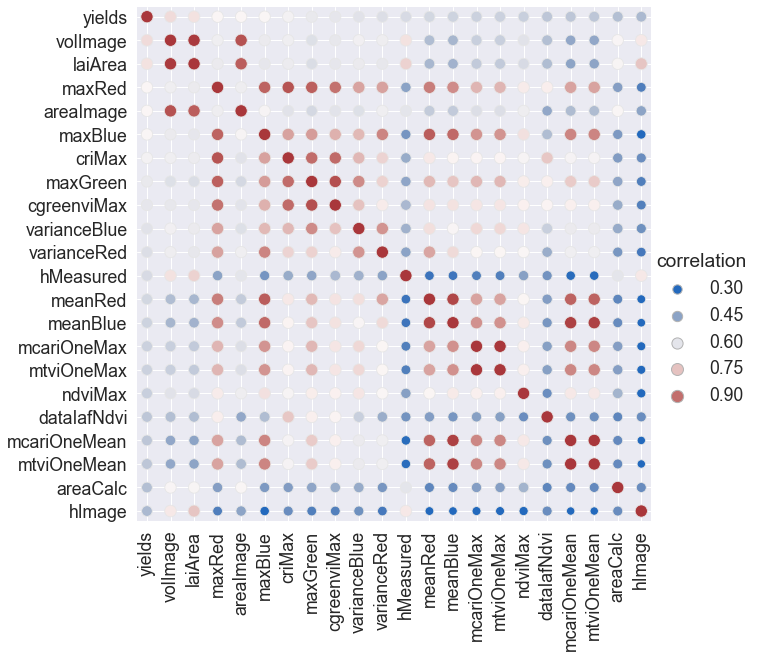 yields
volImage
laiArea
maxRed
areaImage
maxBlue
criMax
maxGreen
cgreenviMax
varianceBlue
varianceRed
hMeasured
meanRed
meanBlue
mcariOneMax
mtviOneMax
ndviMax
dataIafNdvi
mcariOneMean
mtviOneMean
areaCalc
hImage
correlation
0.30
0.45
0.60
0.75
0.90
yields
volImage
laiArea
maxRed
areaImage
maxBlue
criMax
maxGreen
cgreenviMax
varianceBlue
varianceRed
hMeasured
meanRed
meanBlue
mcariOneMax
mtviOneMax
ndviMax
dataIafNdvi
mcariOneMean
mtviOneMean
areaCalc
hImage